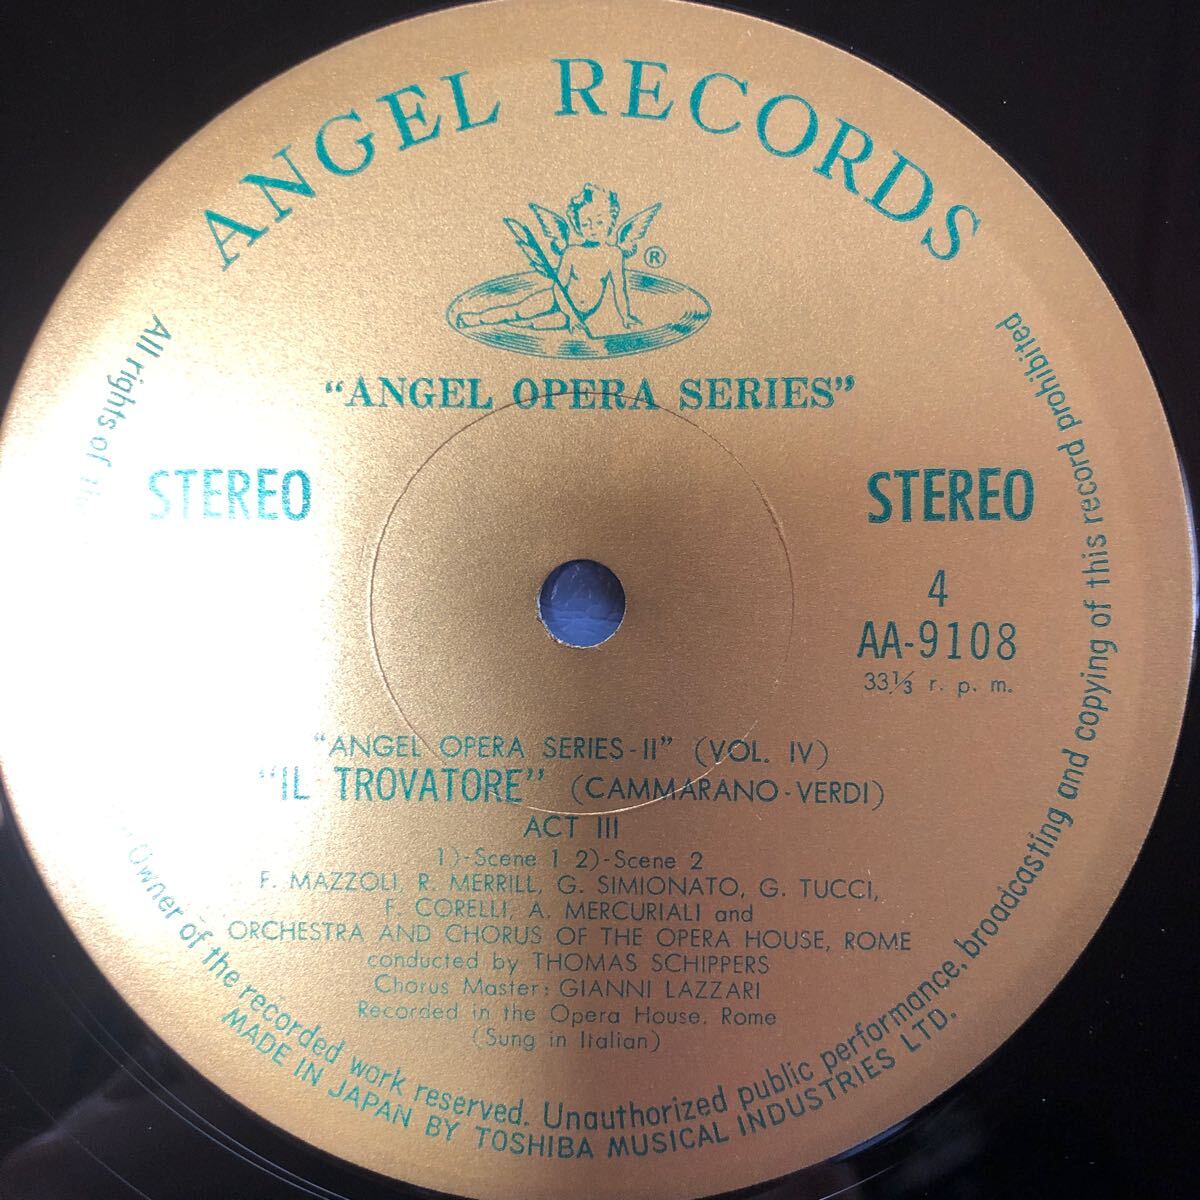 ANGEL RECORDS
®
“ANGEL OPERA SERIES”
STEREO
STEREO
4
AA-9108
33⅓ r. p. m.
“ANGEL OPERA SERIES-II” (VOL. IV)
“IL TROVATORE” (CAMMARANO-VERDI)
ACT III
1)-Scene 1 2)-Scene 2
F. MAZZOLI, R. MERRILL, G. SIMIONATO, G. TUCCI,
F. CORELLI, A. MERCURIALI and
ORCHESTRA AND CHORUS OF THE OPERA HOUSE, ROME
conducted by THOMAS SCHIPPERS
Chorus Master: GIANNI LAZZARI
Recorded in the Opera House, Rome
(Sung in Italian)
All rights of
Owner of the recorded work reserved. Unauthorized public performance, broadcasting and copying of this record prohibited
MADE IN JAPAN BY TOSHIBA MUSICAL INDUSTRIES LTD.